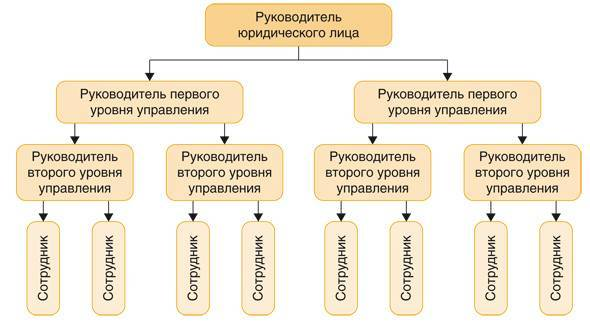 Руководитель
юридического лица
Руководитель первого
уровня управления
Руководитель первого
уровня управления
Руководитель
второго уровня
управления
Руководитель
второго уровня
управления
Руководитель
второго уровня
управления
Руководитель
второго уровня
управления
Сотрудник
Сотрудник
Сотрудник
Сотрудник
Сотрудник
Сотрудник
Сотрудник
Сотрудник